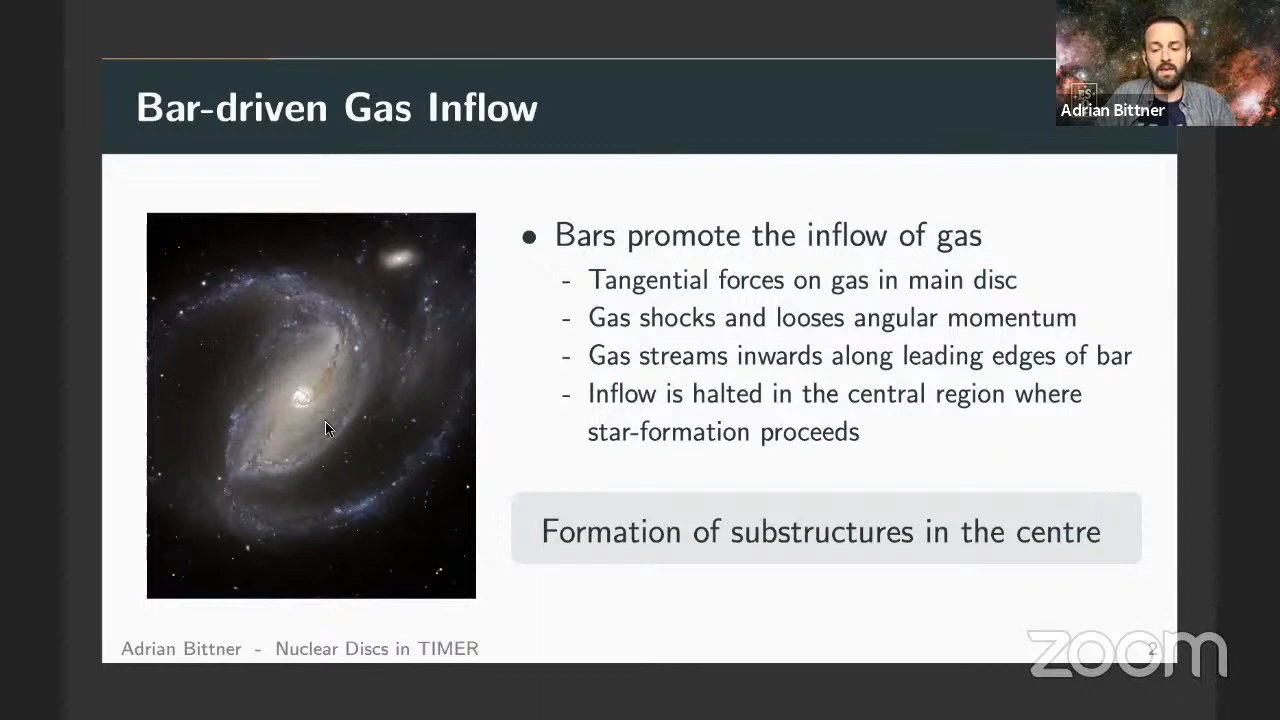 Bar-driven Gas Inflow
Adrian Bittner
• Bars promote the inflow of gas
- Tangential forces on gas in main disc
- Gas shocks and looses angular momentum
- Gas streams inwards along leading edges of bar
- Inflow is halted in the central region where
star-formation proceeds
Formation of substructures in the centre
Adrian Bittner - Nuclear Discs in TIMER
2
zoom